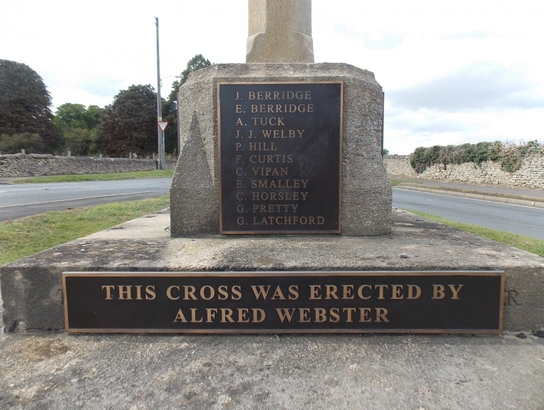 J. BERRIDGE
E. BERRIDGE
A. TUCK
J. J. WELBY
P. HILL
F. CURTIS
C. VIPAN
E. SMALLEY
C. HORSLEY
G. PRETTY
G. LATCHFORD
THIS CROSS WAS ERECTED BY
ALFRED WEBSTER